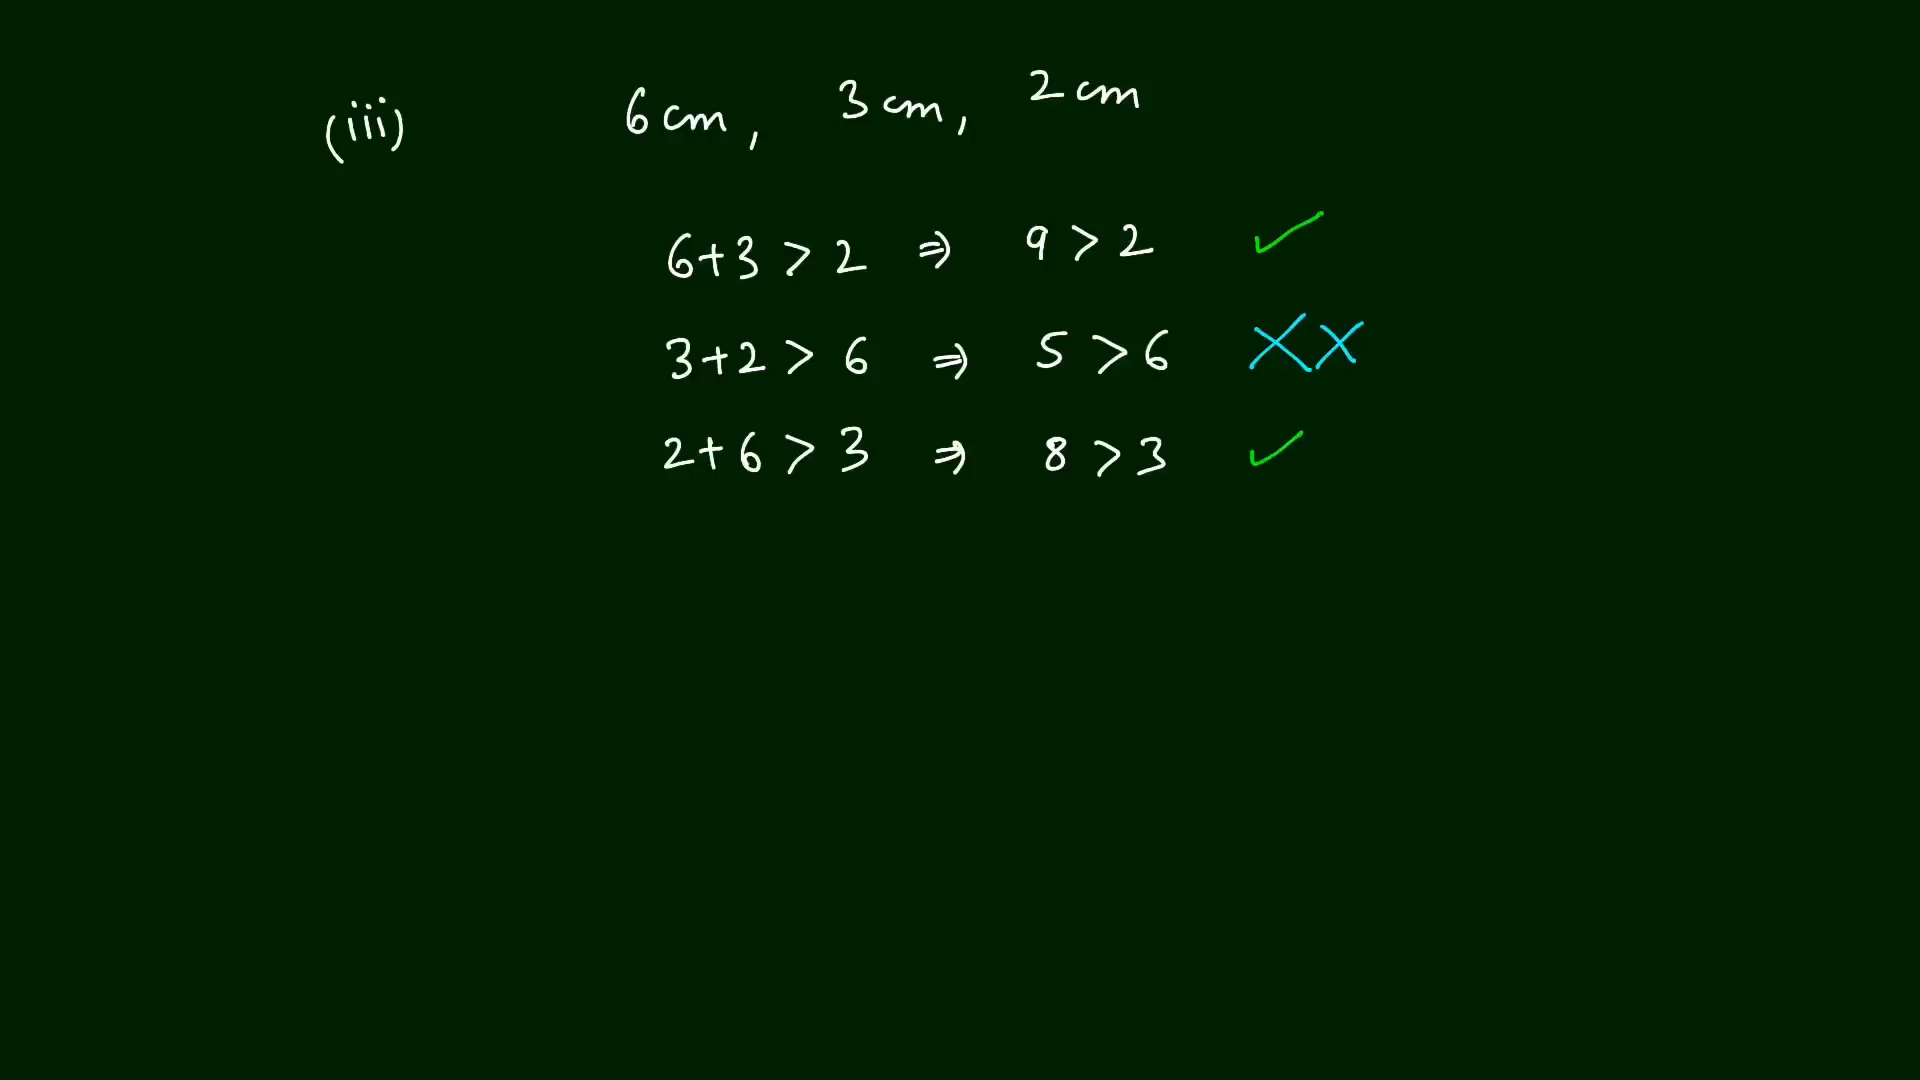 (iii) 6 cm, 3 cm, 2 cm
6+3 > 2 ⇒ 9 > 2 ✓
3+2 > 6 ⇒ 5 > 6 ✗✗
2+6 > 3 ⇒ 8 > 3 ✓